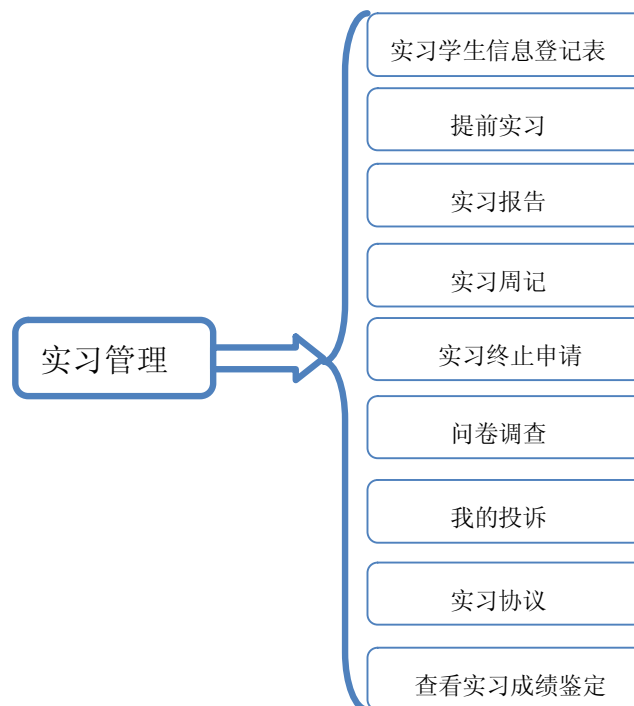 实习管理
实习学生信息登记表
提前实习
实习报告
实习周记
实习终止申请
问卷调查
我的投诉
实习协议
查看实习成绩鉴定